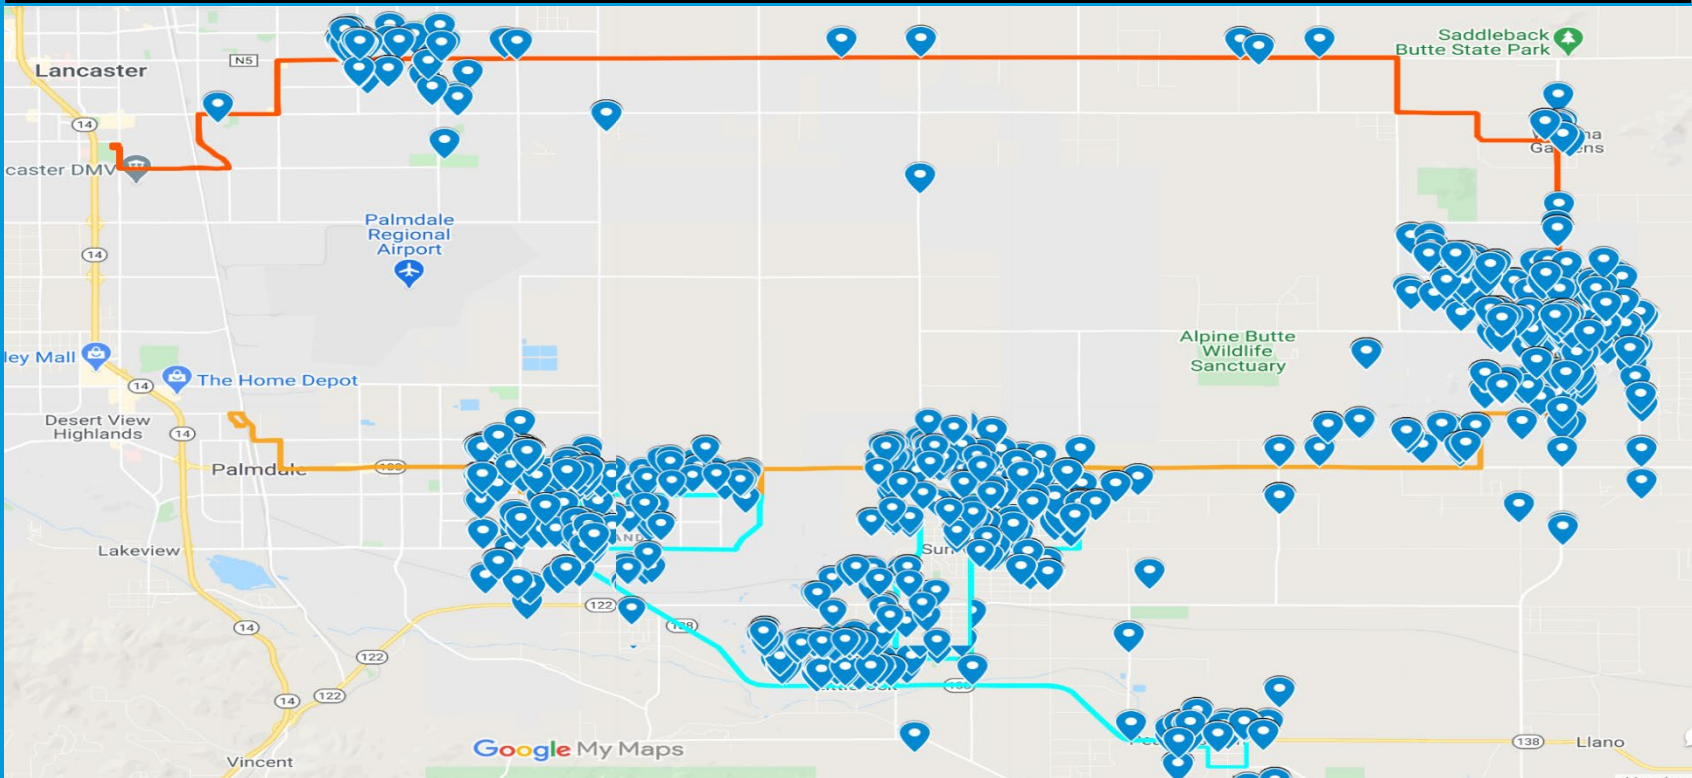 Saddleback
Butte State Park
N5
Lancaster
14
caster DMV
Gardens
Palmdale
Regional
Airport
14
Alpine Butte
Wildlife
Sanctuary
ley Mall
The Home Depot
14
Desert View
Highlands
14
Palmdale
Lakeview
Sun
122
138
14
122
122
14
138
Google My Maps
138
Llano
Vincent